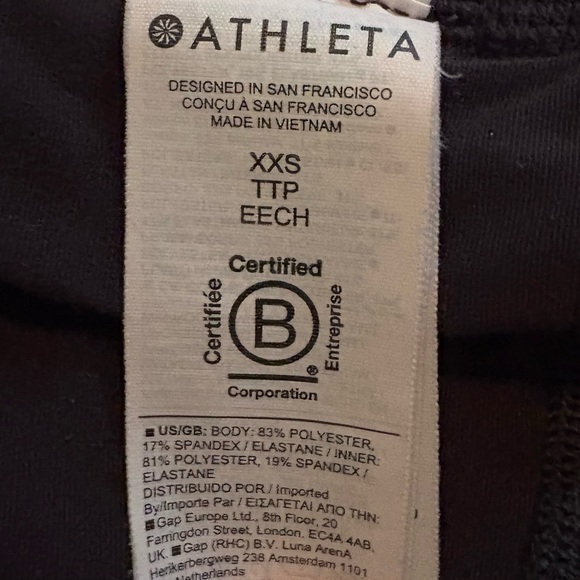 ATHLETA
DESIGNED IN SAN FRANCISCO
CONÇU À SAN FRANCISCO
MADE IN VIETNAM
XXS
TTP
EECH
Certified
Certifiée
B
Entreprise
®
Corporation
US/GB: BODY: 83% POLYESTER,
17% SPANDEX / ELASTANE / INNER:
81% POLYESTER, 19% SPANDEX /
ELASTANE
DISTRIBUIDO POR / Imported
By/Importe Par / ΕΙΣΑΓΕΤΑΙ ΑΠΟ ΤΗΝ:
Gap Europe Ltd., 8th Floor, 20
Farringdon Street, London, EC4A 4AB,
UK. Gap (RHC) B.V. Luna ArenA,
Herikerbergweg 238 Amsterdam 1101
Netherlands